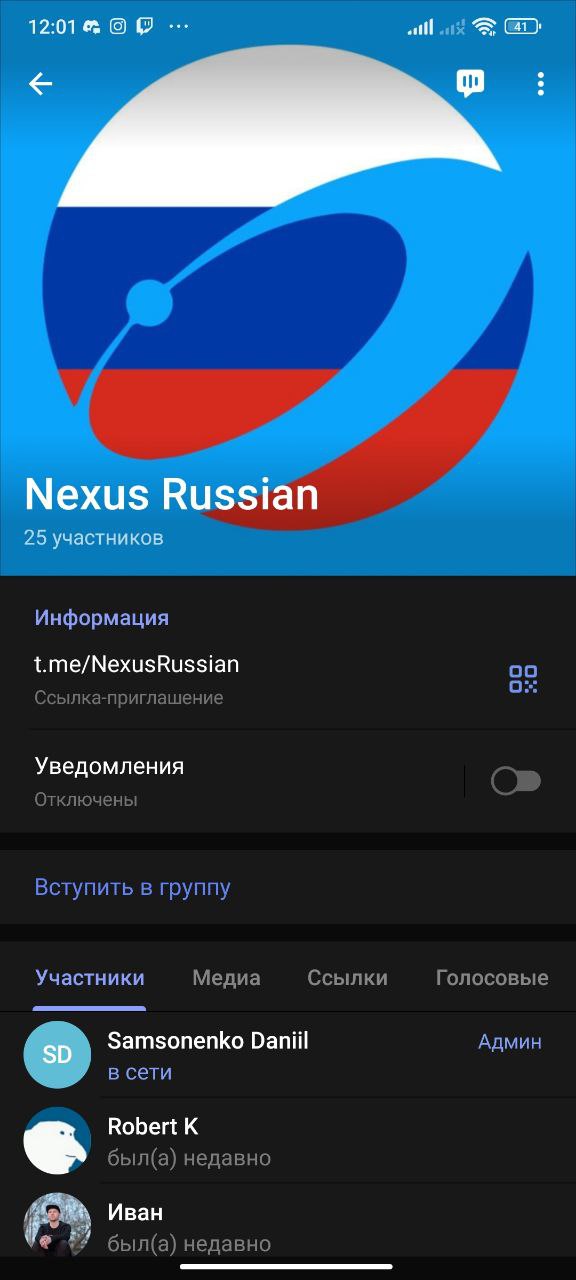 12:01
41
Nexus Russian
25 участников
Информация
t.me/NexusRussian
Ссылка-приглашение
Уведомления
Отключены
Вступить в группу
Участники Медиа Ссылки Голосовые
SD
Samsonenko Daniil Админ
в сети
Robert K
был(а) недавно
Иван
был(а) недавно